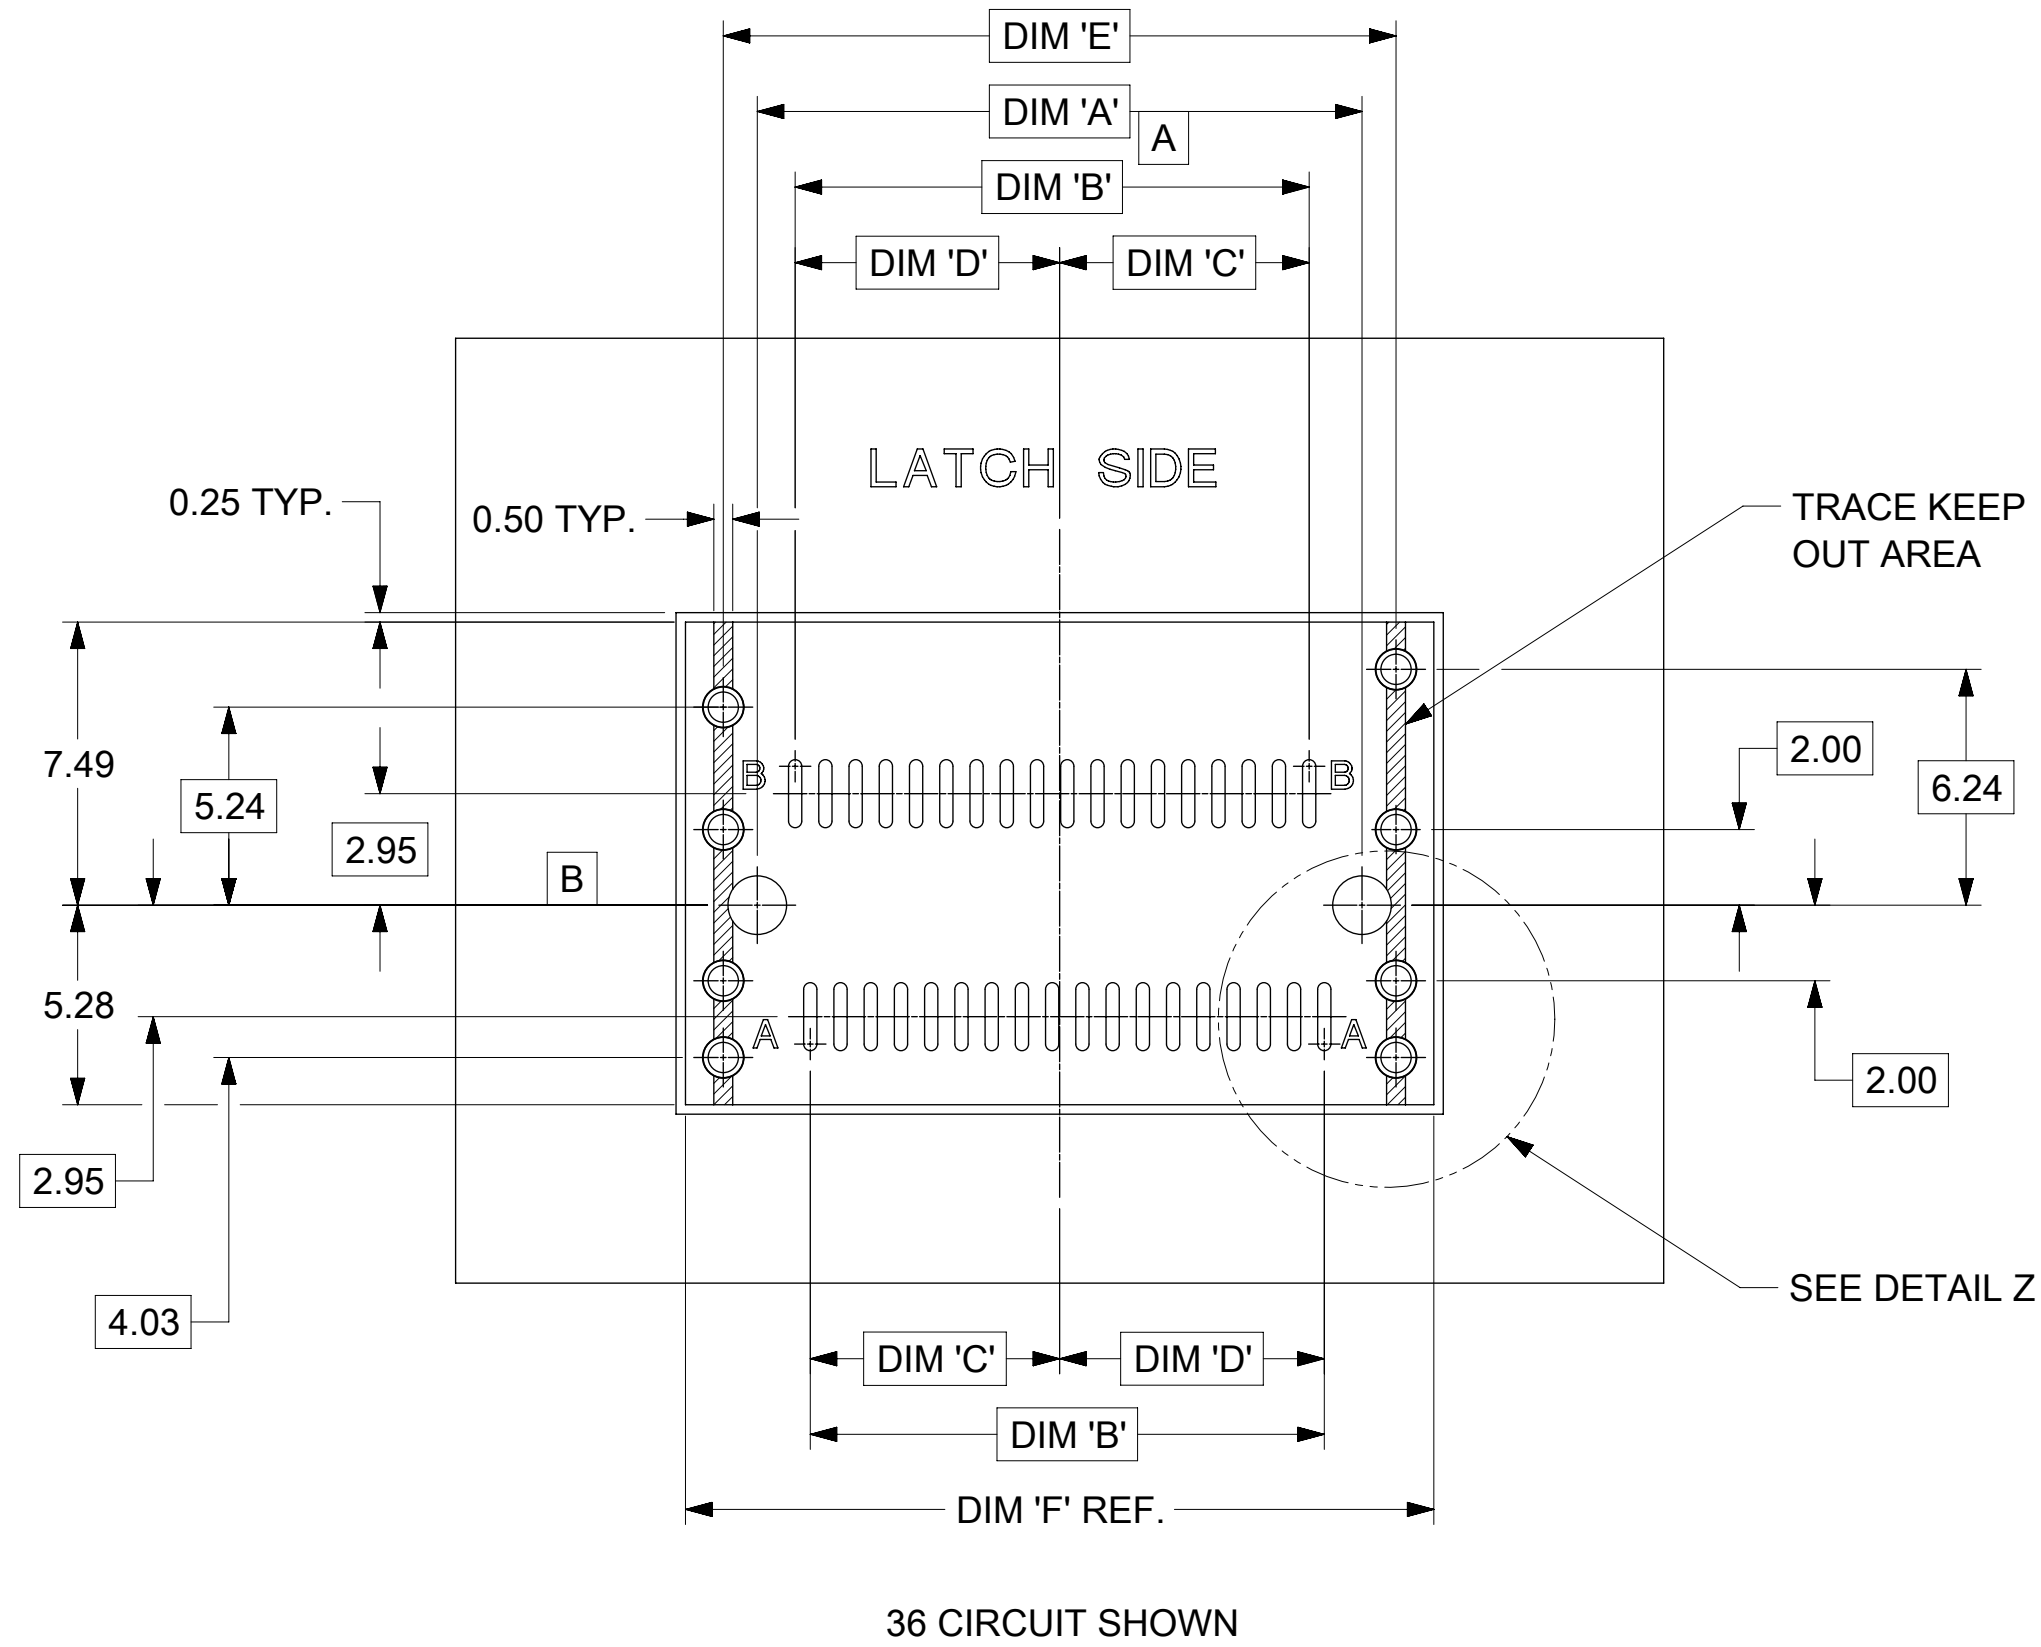 DIM 'E'
DIM 'A'
A
DIM 'B'
DIM 'D'
DIM 'C'
LATCH SIDE
0.25 TYP.
0.50 TYP.
TRACE KEEP
OUT AREA
7.49
5.24
2.95
B
B
B
2.00
6.24
5.28
A
A
2.00
2.95
4.03
SEE DETAIL Z
DIM 'C'
DIM 'D'
DIM 'B'
DIM 'F' REF.
36 CIRCUIT SHOWN